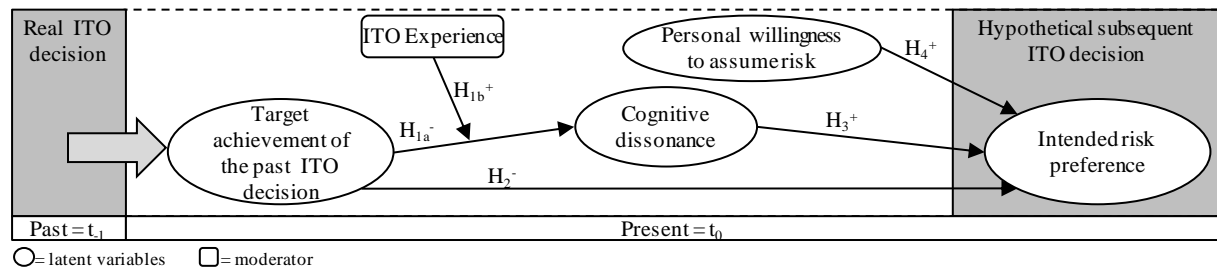 Real ITO
decision
ITO Experience
Personal willingness
to assume risk
Hypothetical subsequent
ITO decision
H4+
H1b+
Target
achievement of
the past ITO
decision
H1a-
Cognitive
dissonance
H3+
Intended risk
preference
H2-
Past = t-1
Present = t0
= latent variables
= moderator